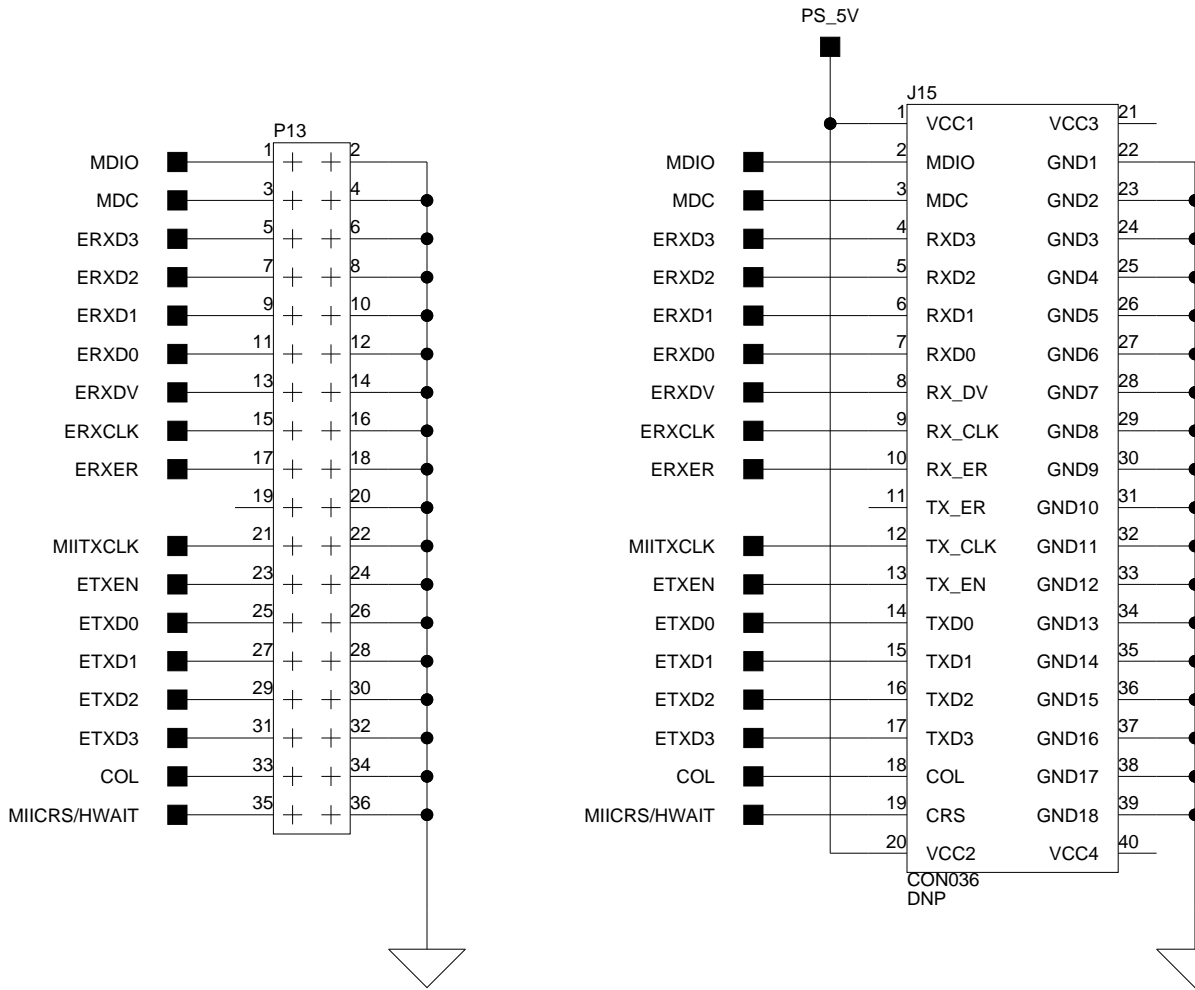 PS_5V
P13
MDIO 1 2
MDC 3 4
ERXD3 5 6
ERXD2 7 8
ERXD1 9 10
ERXD0 11 12
ERXDV 13 14
ERXCLK 15 16
ERXER 17 18
19 20
MIITXCLK 21 22
ETXEN 23 24
ETXD0 25 26
ETXD1 27 28
ETXD2 29 30
ETXD3 31 32
COL 33 34
MIICRS/HWAIT 35 36
J15
1 VCC1 VCC3 21
MDIO 2 MDIO GND1 22
MDC 3 MDC GND2 23
ERXD3 4 RXD3 GND3 24
ERXD2 5 RXD2 GND4 25
ERXD1 6 RXD1 GND5 26
ERXD0 7 RXD0 GND6 27
ERXDV 8 RX_DV GND7 28
ERXCLK 9 RX_CLK GND8 29
ERXER 10 RX_ER GND9 30
11 TX_ER GND10 31
MIITXCLK 12 TX_CLK GND11 32
ETXEN 13 TX_EN GND12 33
ETXD0 14 TXD0 GND13 34
ETXD1 15 TXD1 GND14 35
ETXD2 16 TXD2 GND15 36
ETXD3 17 TXD3 GND16 37
COL 18 COL GND17 38
MIICRS/HWAIT 19 CRS GND18 39
20 VCC2 VCC4 40
CON036
DNP